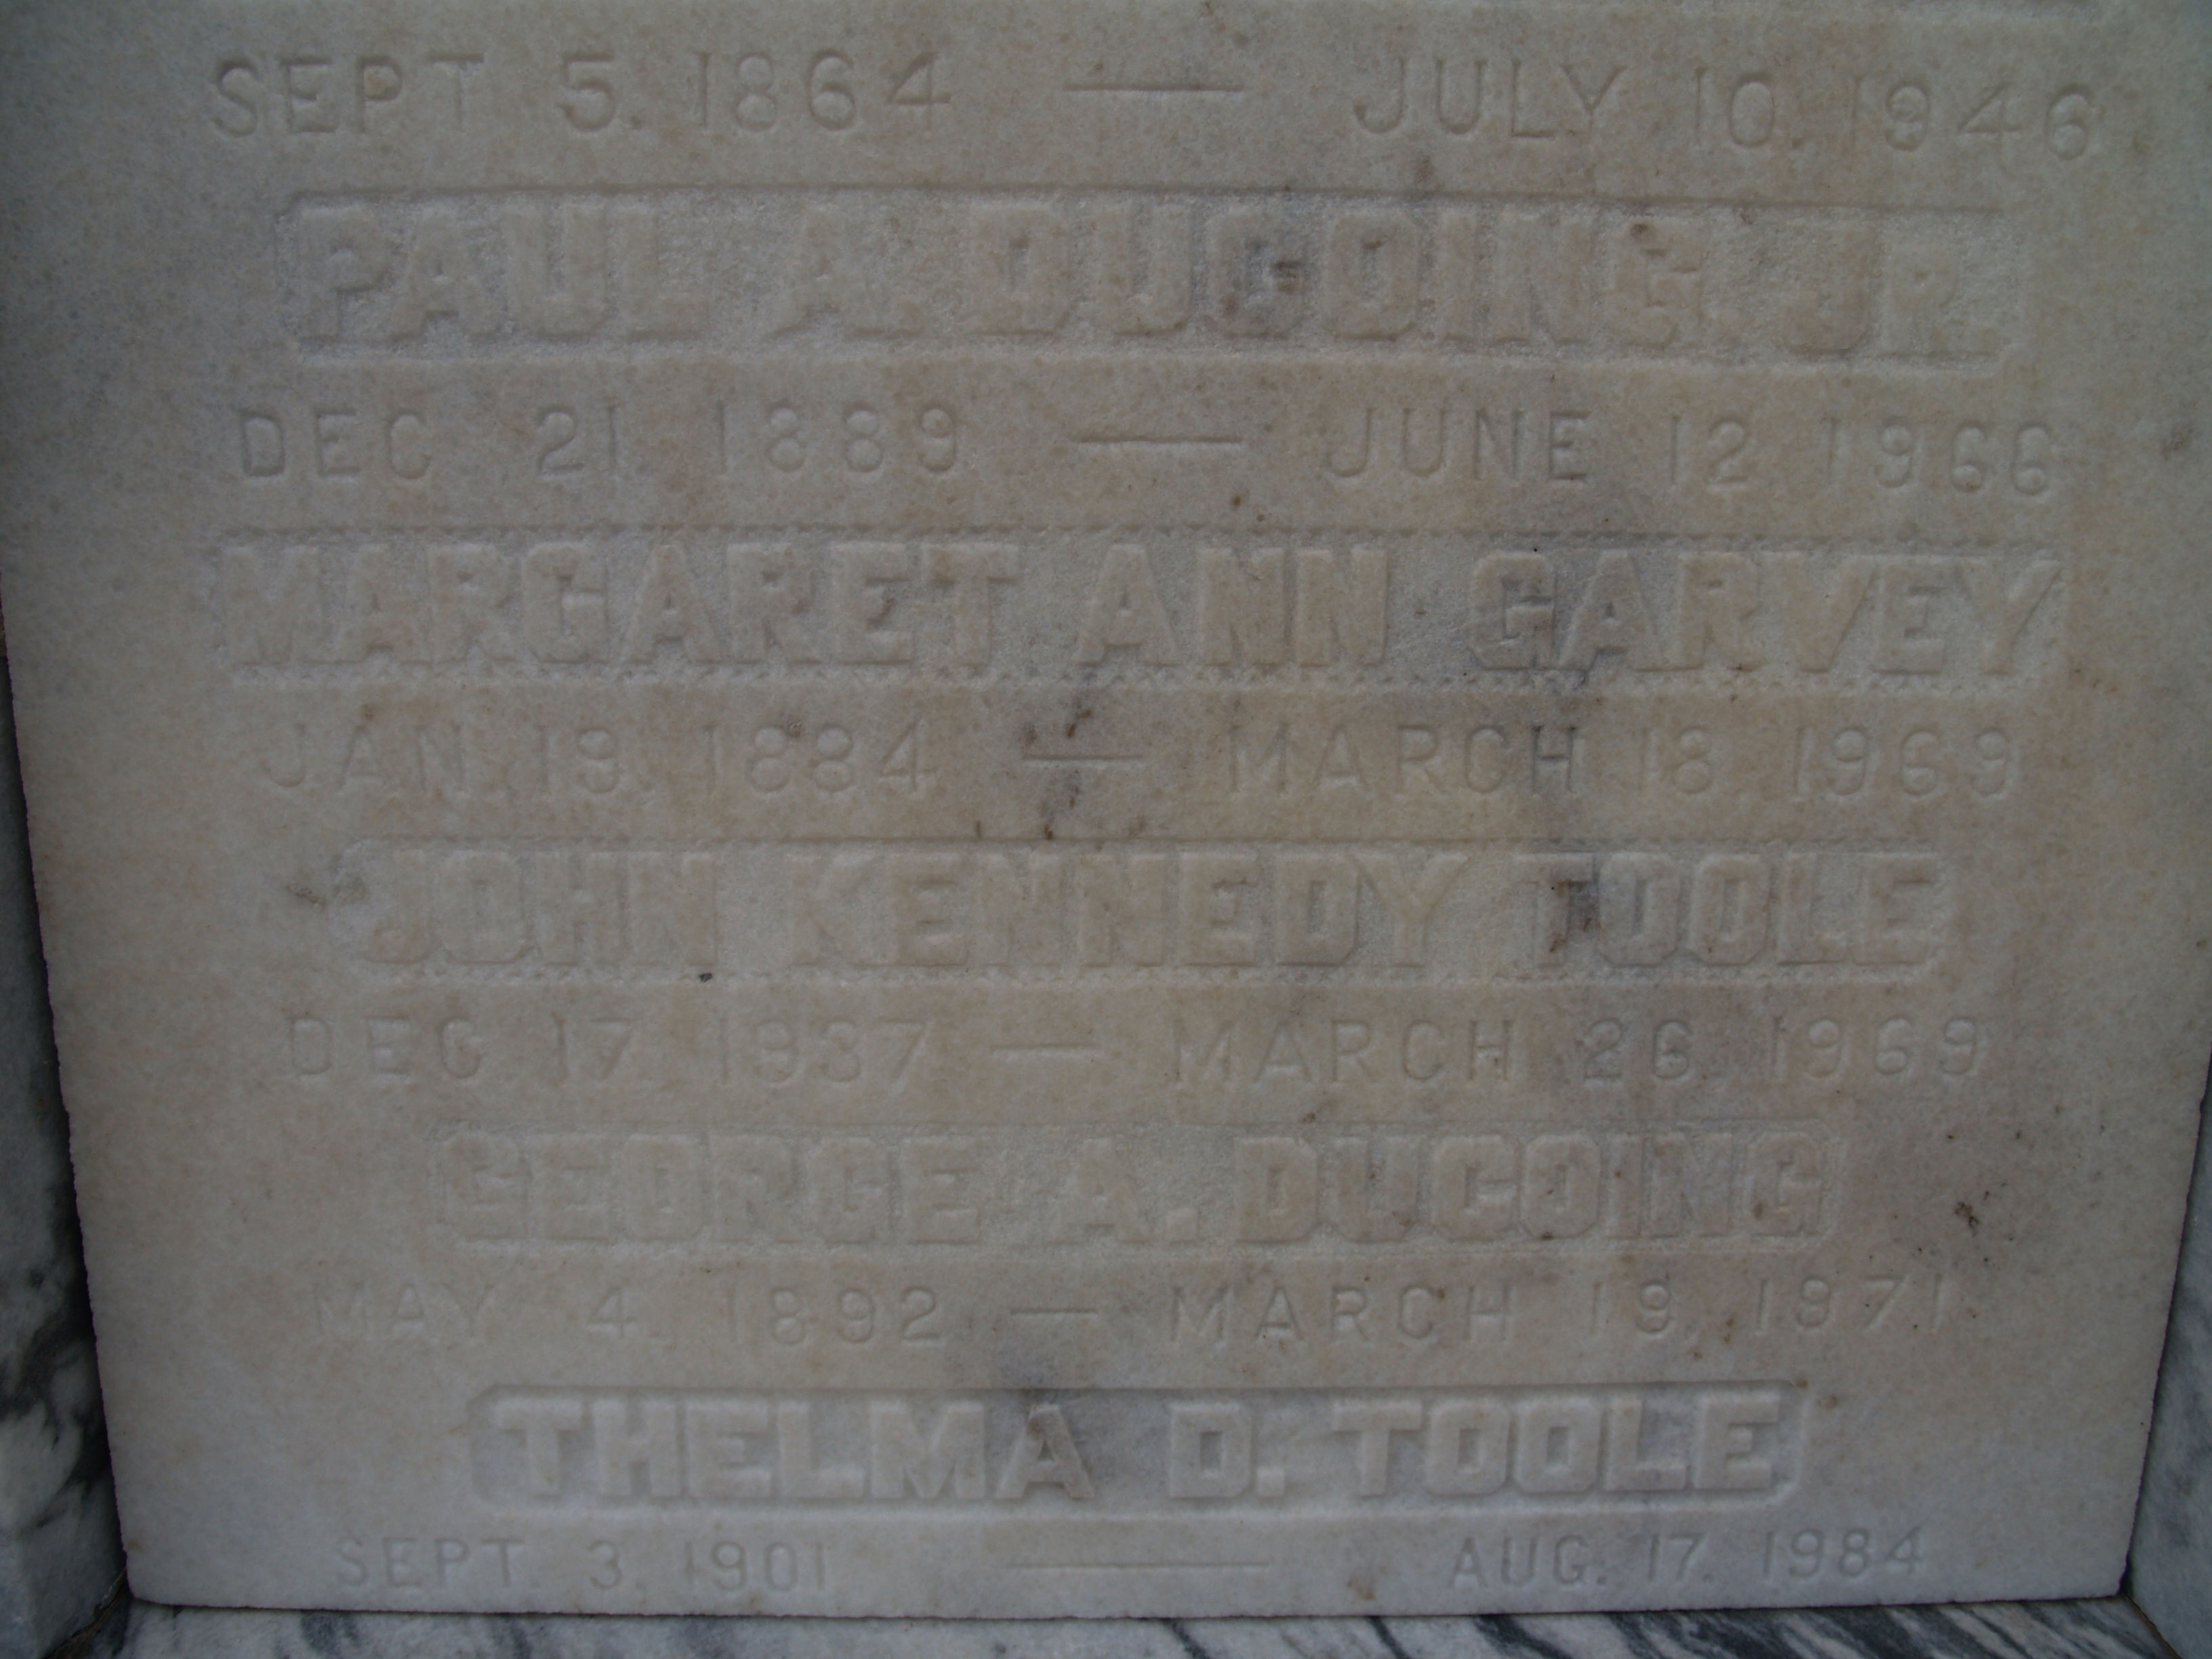 SEPT 5. 1864 — JULY 10. 1946
PAUL A. DUCOING. JR.
DEC. 21. 1889 — JUNE 12 1966
MARGARET ANN GARVEY
JAN. 19. 1884 — MARCH 18, 1969
JOHN KENNEDY TOOLE
DEC 17. 1937 — MARCH 26, 1969
GEORGE A. DUCOING
MAY 4. 1892 — MARCH 19, 1971
THELMA D. TOOLE
SEPT. 3, 1901 — AUG. 17. 1984